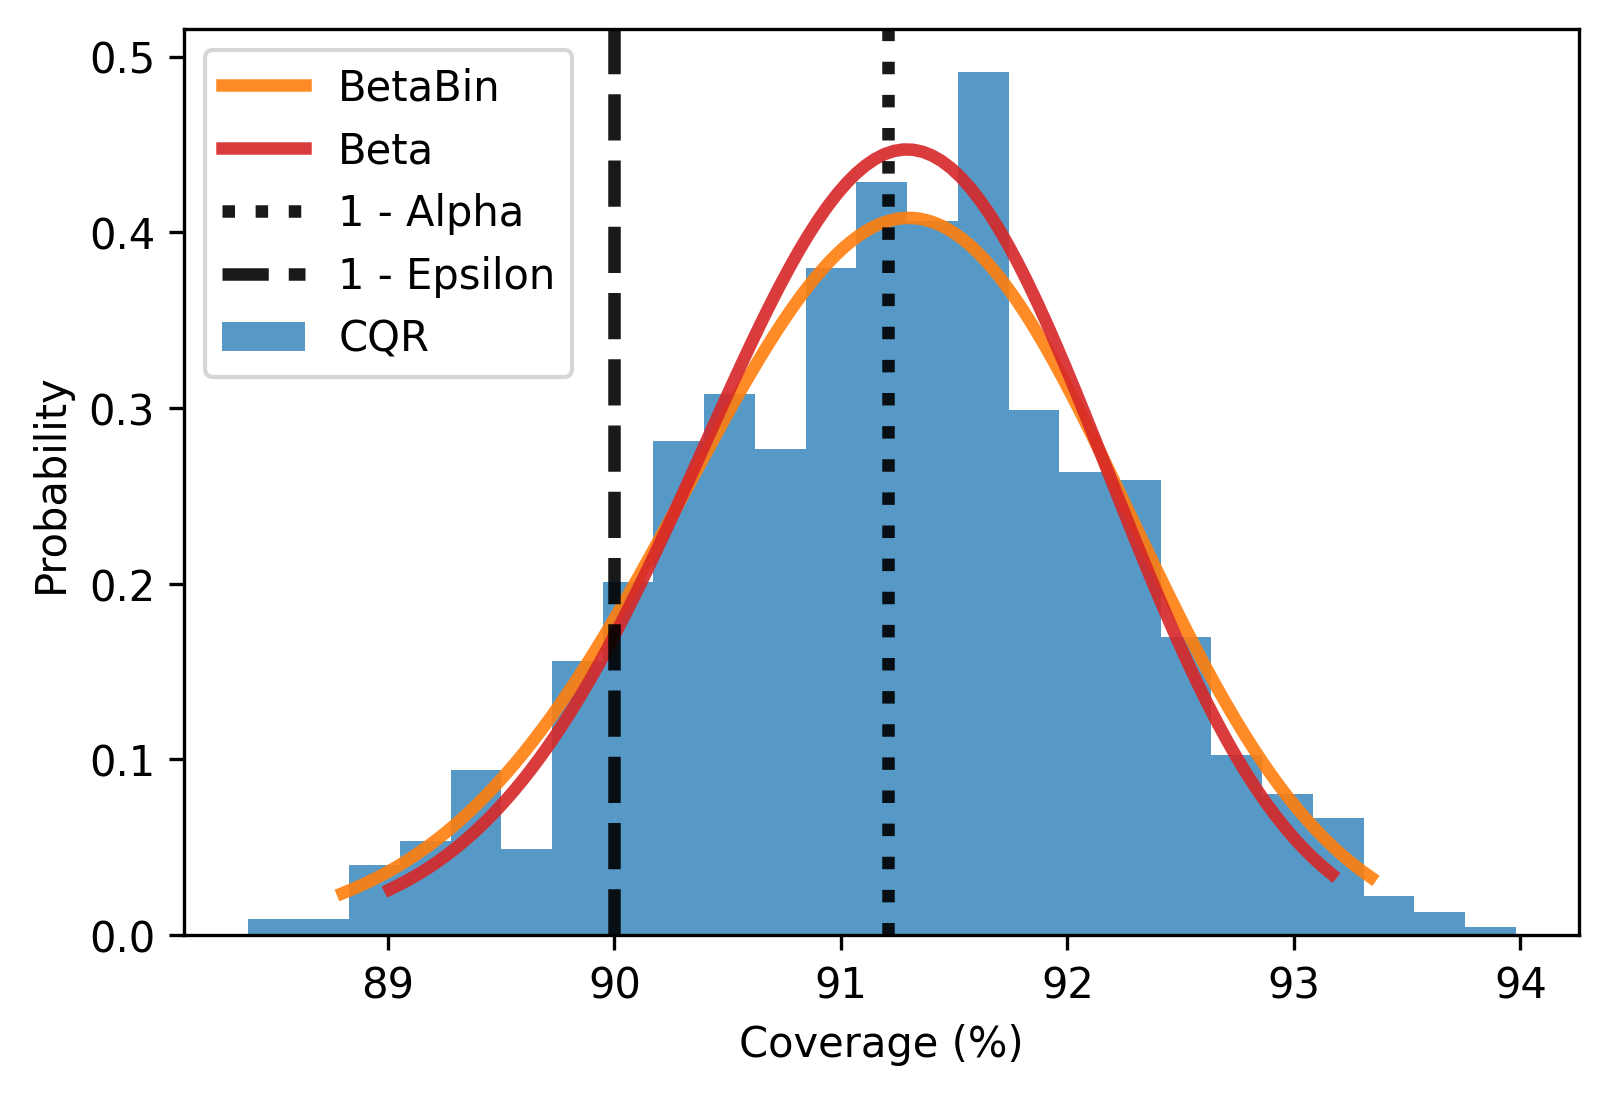 0.5
0.4
0.3
0.2
0.1
0.0
Probability
BetaBin
Beta
1 - Alpha
1 - Epsilon
CQR
89
90
91
92
93
94
Coverage (%)